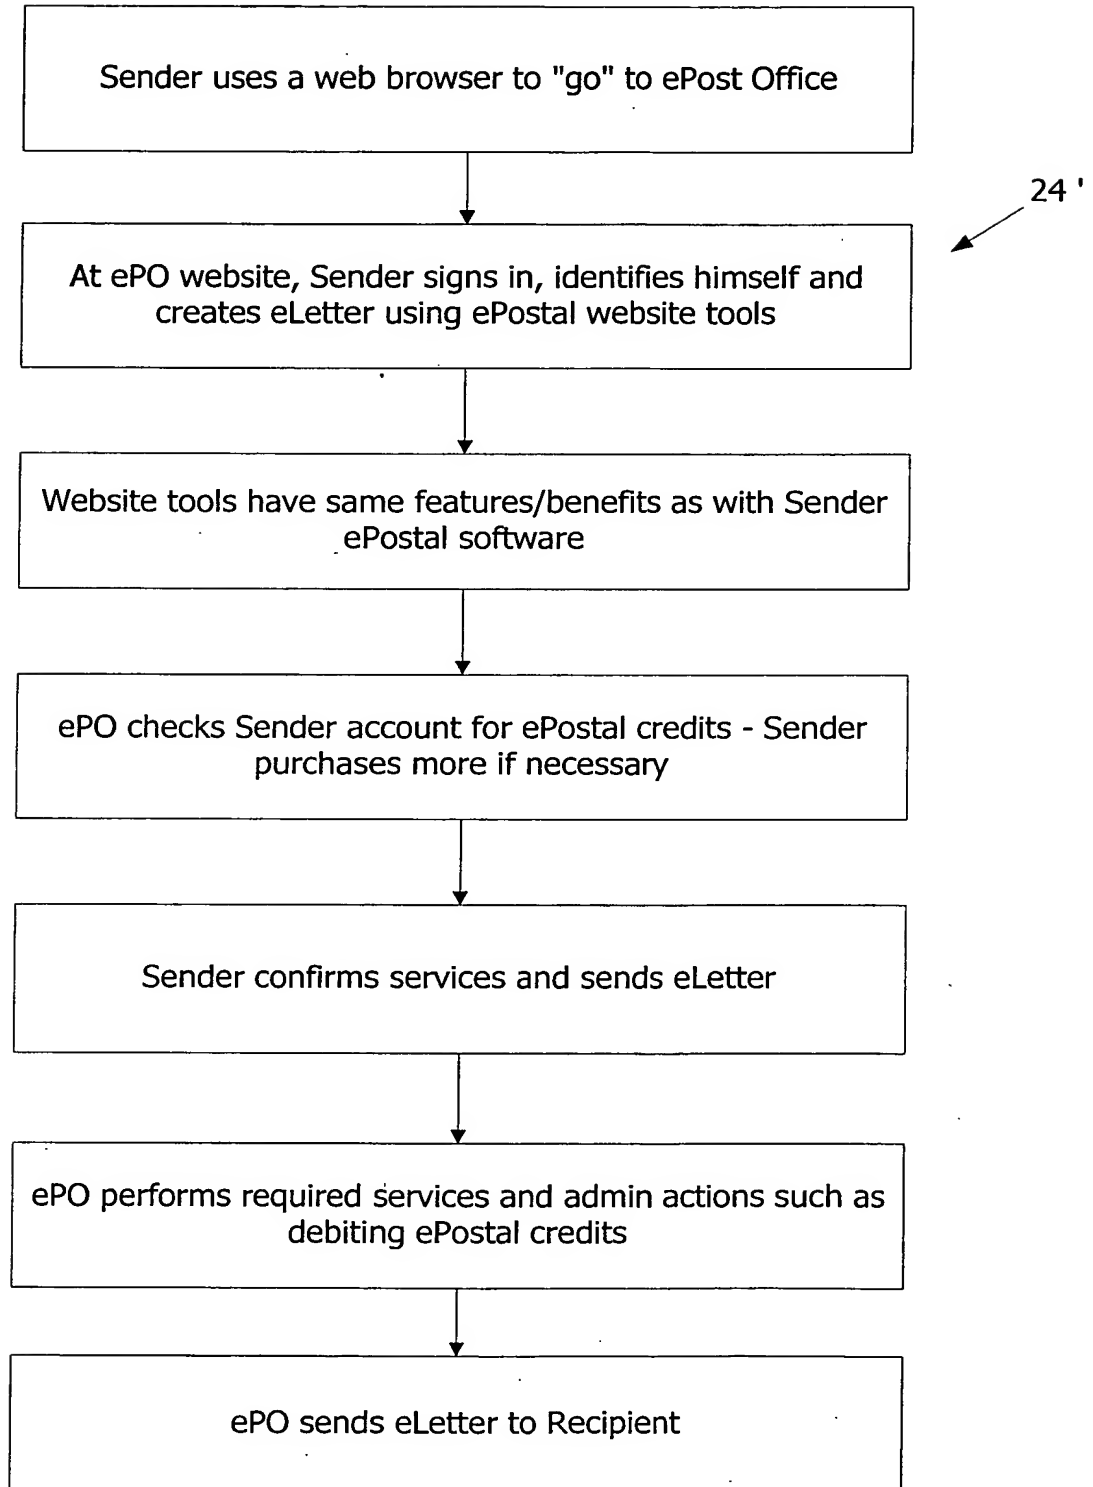 Sender uses a web browser to "go" to ePost Office
24 '
At ePO website, Sender signs in, identifies himself and
creates eLetter using ePostal website tools
Website tools have same features/benefits as with Sender
ePostal software
ePO checks Sender account for ePostal credits - Sender
purchases more if necessary
Sender confirms services and sends eLetter
ePO performs required services and admin actions such as
debiting ePostal credits
ePO sends eLetter to Recipient